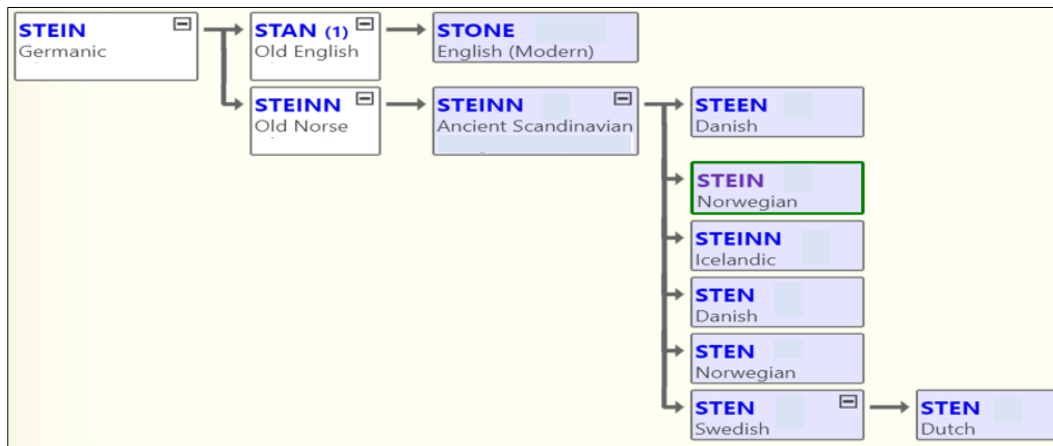 STEIN
Germanic
STAN (1)
Old English
STONE
English (Modern)
STEINN
Old Norse
STEINN
Ancient Scandinavian
STEEN
Danish
STEIN
Norwegian
STEINN
Icelandic
STEN
Danish
STEN
Norwegian
STEN
Swedish
STEN
Dutch